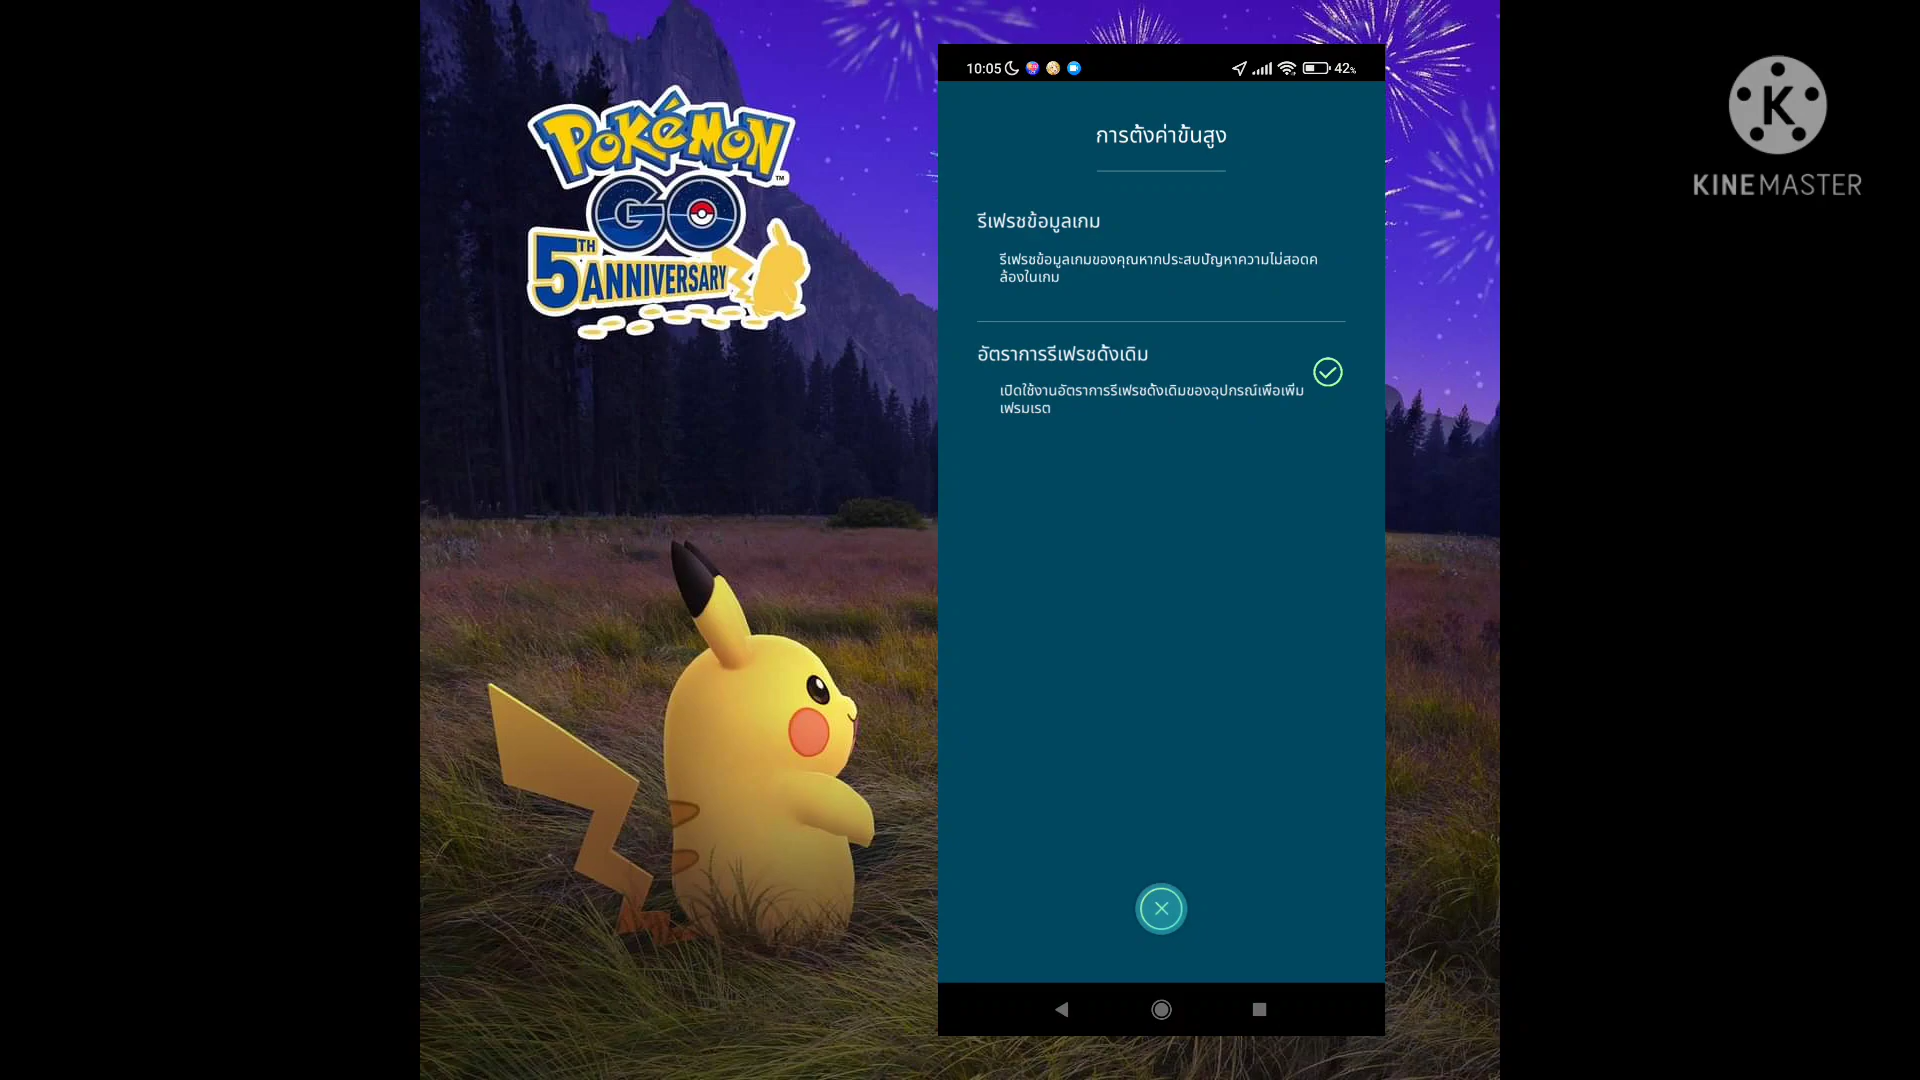 POKÉMON
GO
5TH
ANNIVERSARY
TM
10:05
42%
การตั้งค่าขั้นสูง
รีเฟรชข้อมูลเกม
รีเฟรชข้อมูลเกมของคุณหากประสบปัญหาความไม่สอดค
ล้องในเกม
อัตราการรีเฟรชดั้งเดิม
เปิดใช้งานอัตราการรีเฟรชดั้งเดิมของอุปกรณ์เพื่อเพิ่ม
เฟรมเรต
K
KINEMASTER